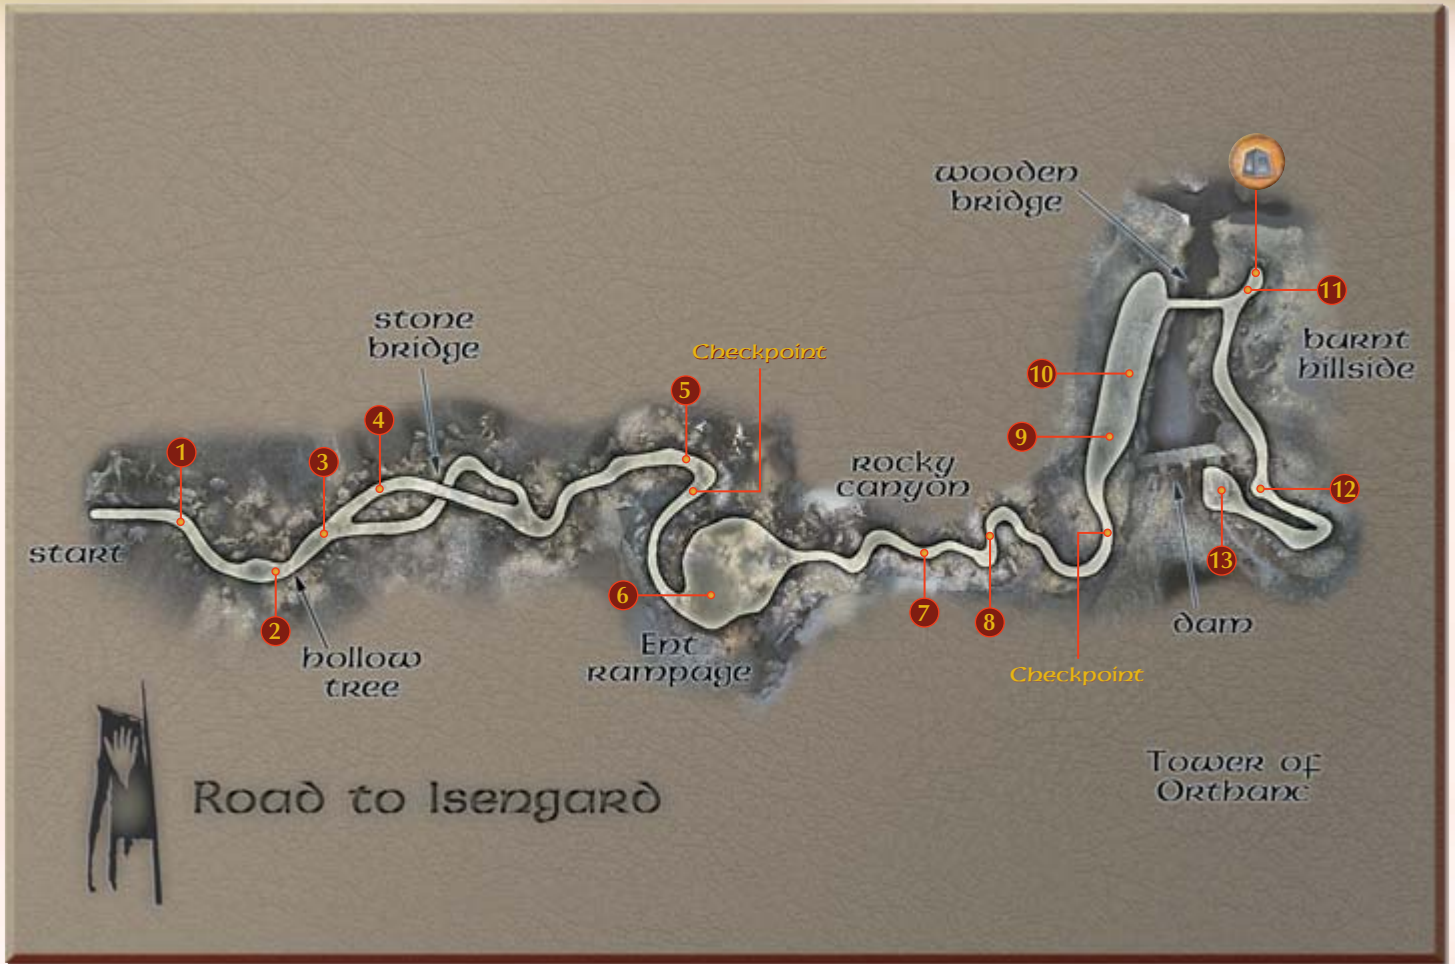 wooden
bridge
11
stone
bridge
burnt
hillside
Checkpoint
10
5
4
9
1
3
rocky
canyon
12
start
13
6
7
8
2
dam
Ent
rampage
hollow
tree
Checkpoint
Tower of
Orthanc
Road to Isengard